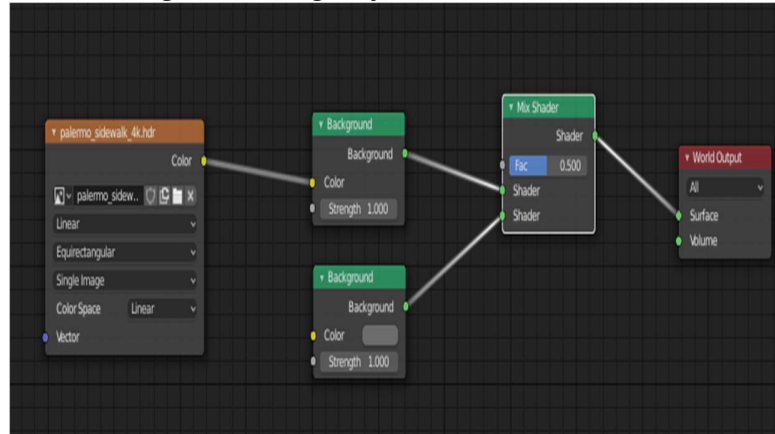 palermo_sidewalk_4k.hdr
Color
palermo_sidew..
Linear
Equirectangular
Single Image
Color Space Linear
Vector
Background
Background
Color
Strength 1.000
Background
Background
Color
Strength 1.000
Mix Shader
Shader
Fac 0.500
Shader
Shader
World Output
All
Surface
Volume